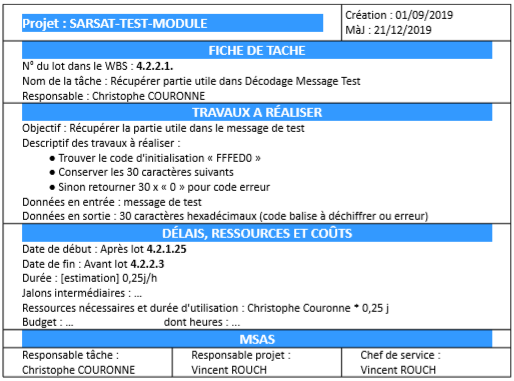 Projet : SARSAT-TEST-MODULE
Création : 01/09/2019
MàJ : 21/12/2019
FICHE DE TACHE
N° du lot dans le WBS : 4.2.2.1.
Nom de la tâche : Récupérer partie utile dans Décodage Message Test
Responsable : Christophe COURONNE
TRAVAUX A RÉALISER
Objectif : Récupérer la partie utile dans le message de test
Descriptif des travaux à réaliser :
● Trouver le code d'initialisation « FFFED0 »
● Conserver les 30 caractères suivants
● Sinon retourner 30 x « 0 » pour code erreur
Données en entrée : message de test
Données en sortie : 30 caractères hexadécimaux (code balise à déchiffrer ou erreur)
DÉLAIS, RESSOURCES ET COÛTS
Date de début : Après lot 4.2.1.25
Date de fin : Avant lot 4.2.2.3
Durée : [estimation] 0,25j/h
Jalons intermédiaires : ...
Ressources nécessaires et durée d'utilisation : Christophe Couronne * 0,25 j
Budget : ... dont heures : ...
MSAS
Responsable tâche :
Christophe COURONNE
Responsable projet :
Vincent ROUCH
Chef de service :
Vincent ROUCH